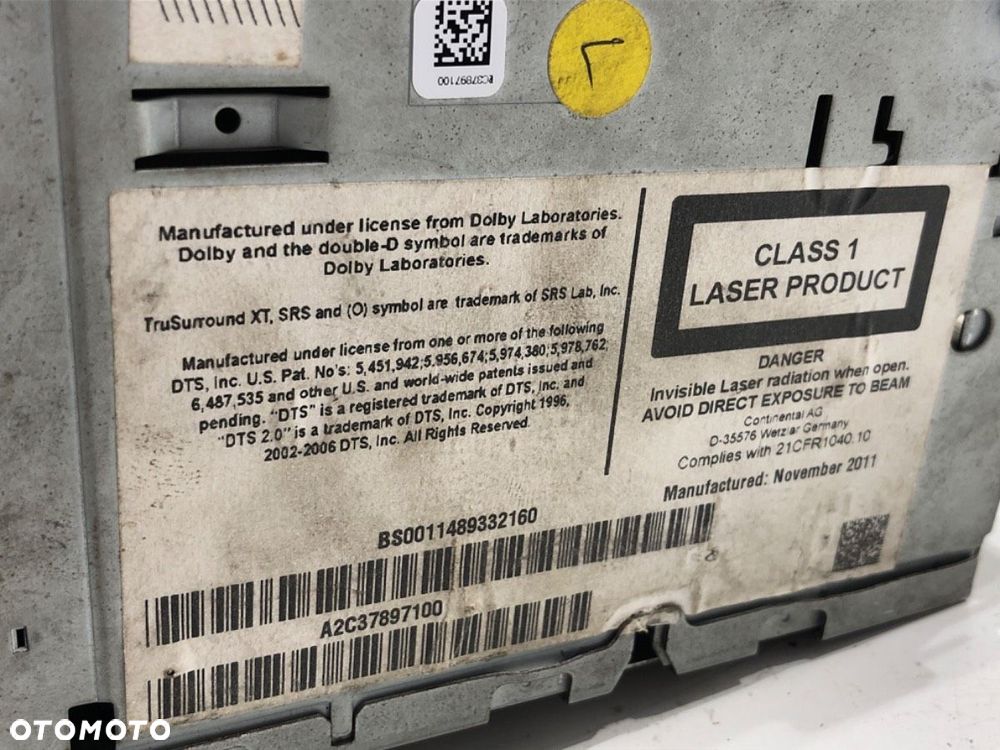 C37897100
Manufactured under license from Dolby Laboratories.
Dolby and the double-D symbol are trademarks of
Dolby Laboratories.
TruSurround XT, SRS and (O) symbol are trademark of SRS Lab, Inc.
Manufactured under license from one or more of the following
DTS, Inc. U.S. Pat. No's: 5,451,942;5,956,674;5,974,380;5,978,762;
6,487,535 and other U.S. and world-wide patents issued and
pending. "DTS" is a registered trademark of DTS, Inc. and
"DTS 2.0" is a trademark of DTS, Inc. Copyright 1996,
2002-2006 DTS, Inc. All Rights Reserved.
CLASS 1
LASER PRODUCT
DANGER
Invisible Laser radiation when open.
AVOID DIRECT EXPOSURE TO BEAM
Continental AG
D-35576 Wetzlar Germany
Complies with 21CFR1040.10
Manufactured: November 2011
BS0011489332160
A2C37897100
OTOMOTO